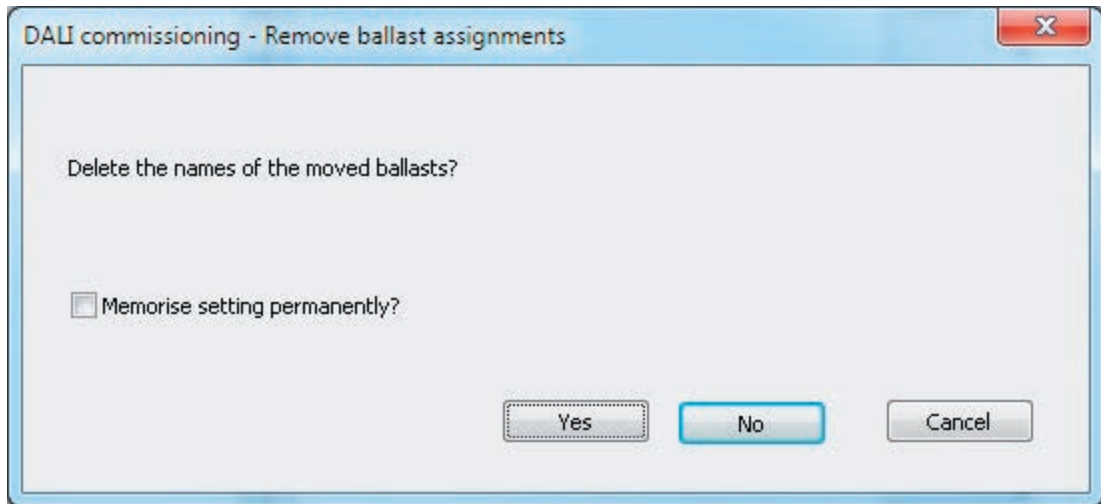 DALI commissioning - Remove ballast assignments
Delete the names of the moved ballasts?
Memorise setting permanently?
Yes No Cancel